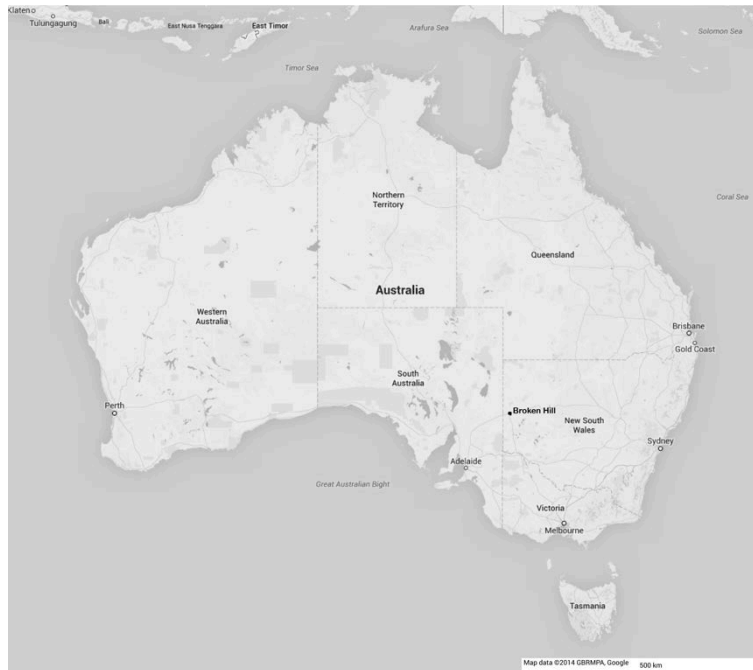 Klateno
Tulungagung
Bali
East Nusa Tenggara
East Timor
Arafura Sea
Solomon Sea
Timor Sea
Northern
Territory
Coral Sea
Queensland
Australia
Western
Australia
Brisbane
Gold Coast
South
Australia
Perth
Broken Hill
New South
Wales
Sydney
Adelaide
Great Australian Bight
Victoria
Melbourne
Tasmania
Map data ©2014 GBRMPA, Google 500 km